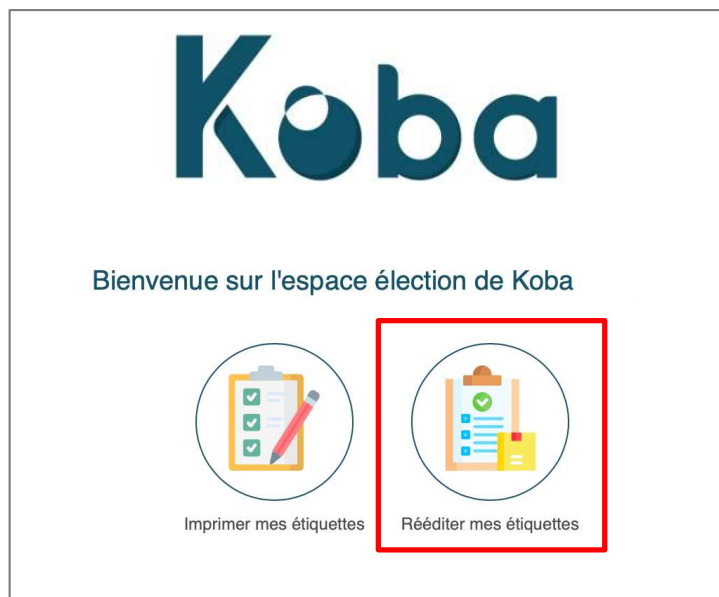 Koba
Bienvenue sur l'espace élection de Koba
Imprimer mes étiquettes
Rééditer mes étiquettes